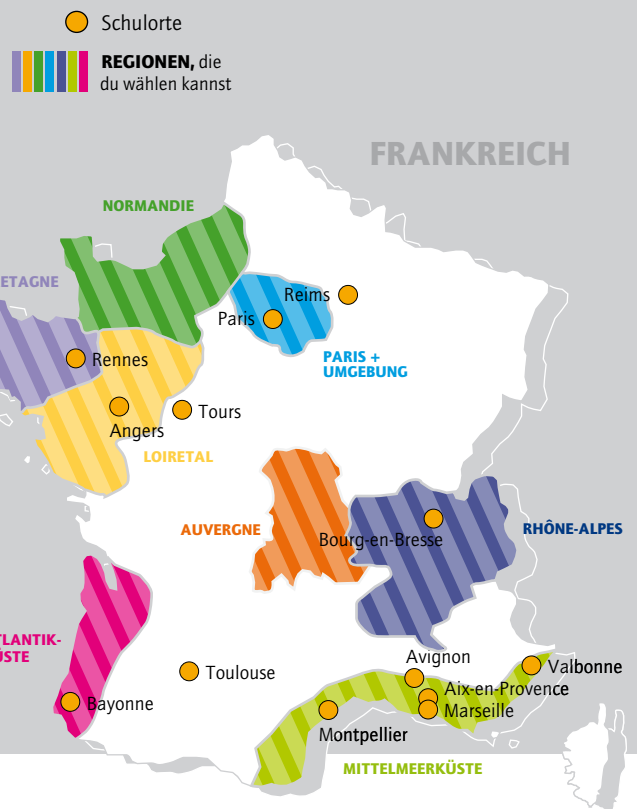 Schulorte
REGIONEN, die
du wählen kannst
FRANKREICH
NORMANDIE
ETAGNE
Reims
Paris
PARIS +
UMGEBUNG
Rennes
Tours
Angers
LOIRETAL
AUVERGNE
Bourg-en-Bresse
RHÔNE-ALPES
TLANTIK-
ÜSTE
Avignon
Valbonne
Toulouse
Aix-en-Provence
Bayonne
Marseille
Montpellier
MITTELMEERKÜSTE